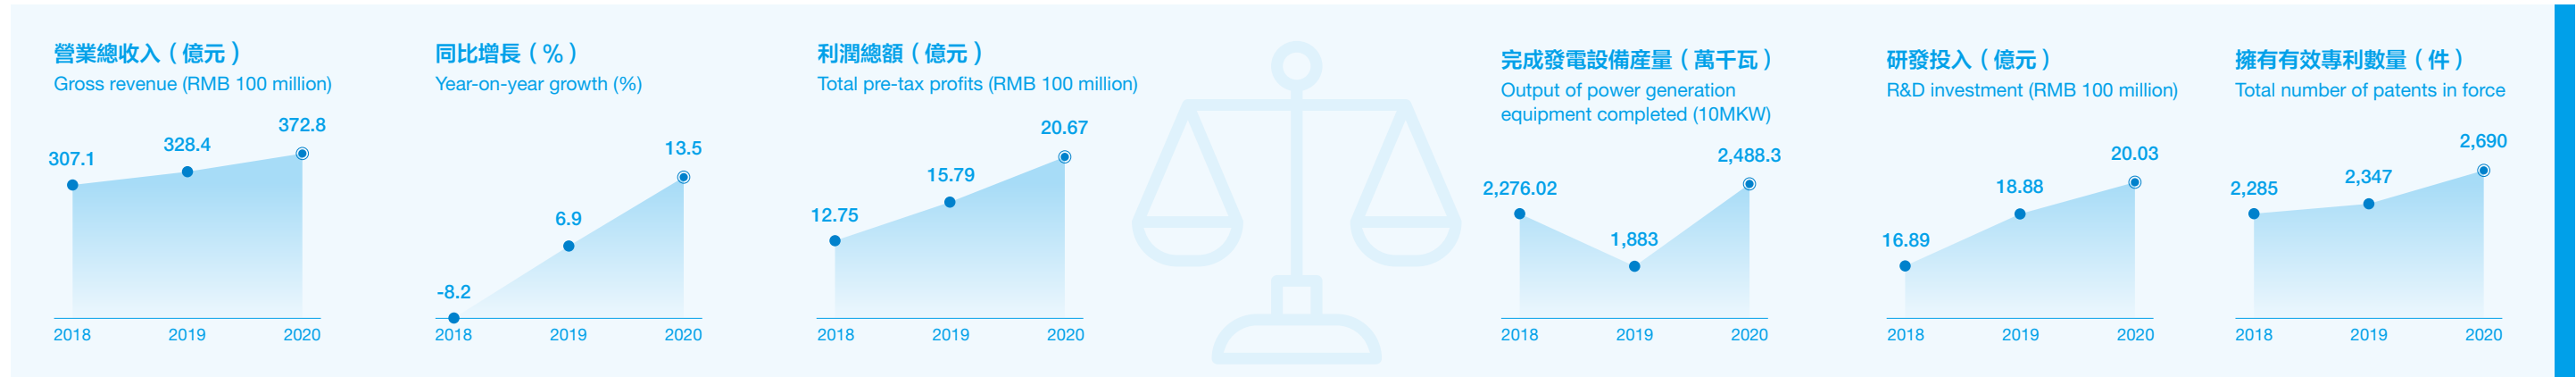 營業總收入（億元）
Gross revenue (RMB 100 million)
307.1
328.4
372.8
2018
2019
2020
同比增長（%）
Year-on-year growth (%)
-8.2
6.9
13.5
2018
2019
2020
利潤總額（億元）
Total pre-tax profits (RMB 100 million)
12.75
15.79
20.67
2018
2019
2020
完成發電設備産量（萬千瓦）
Output of power generation
equipment completed (10MKW)
2,276.02
1,883
2,488.3
2018
2019
2020
研發投入（億元）
R&D investment (RMB 100 million)
16.89
18.88
20.03
2018
2019
2020
擁有有效專利數量（件）
Total number of patents in force
2,285
2,347
2,690
2018
2019
2020